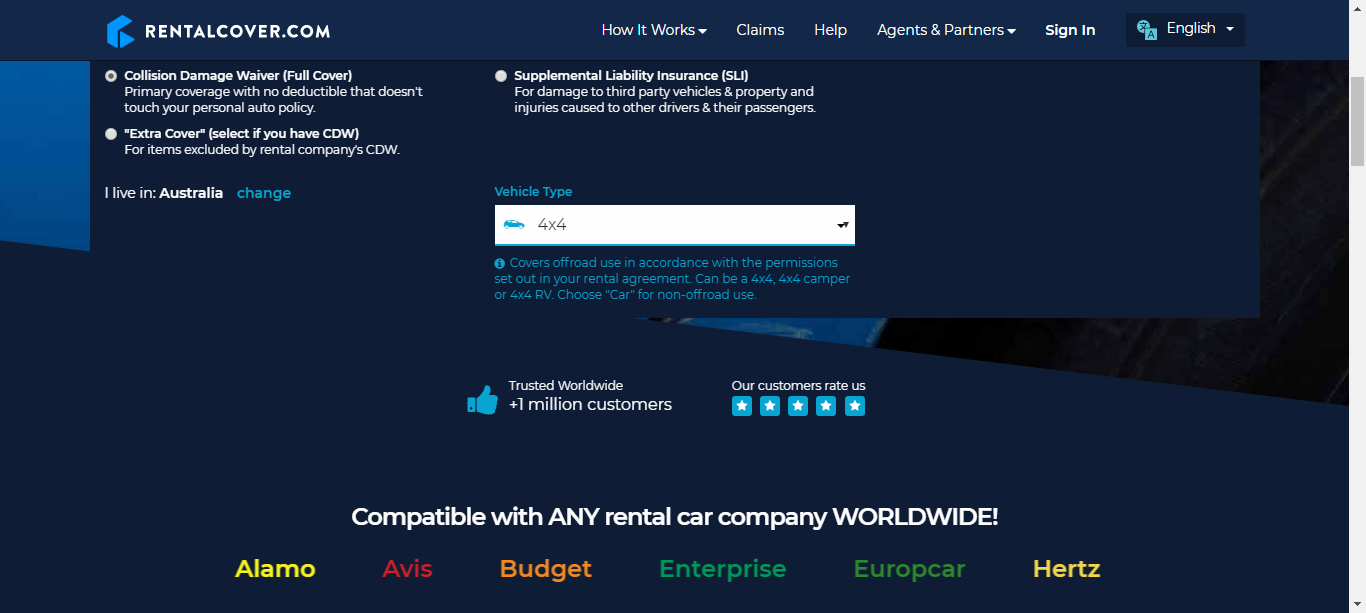 RENTALCOVER.COM
How It Works
Claims
Help
Agents & Partners
Sign In
English
Collision Damage Waiver (Full Cover)
Primary coverage with no deductible that doesn't
touch your personal auto policy.
"Extra Cover" (select if you have CDW)
For items excluded by rental company's CDW.
Supplemental Liability Insurance (SLI)
For damage to third party vehicles & property and
injuries caused to other drivers & their passengers.
I live in: Australia change
Vehicle Type
4x4
Covers offroad use in accordance with the permissions
set out in your rental agreement. Can be a 4x4, 4x4 camper
or 4x4 RV. Choose "Car" for non-offroad use.
Trusted Worldwide
+1 million customers
Our customers rate us
Compatible with ANY rental car company WORLDWIDE!
Alamo
Avis
Budget
Enterprise
Europcar
Hertz